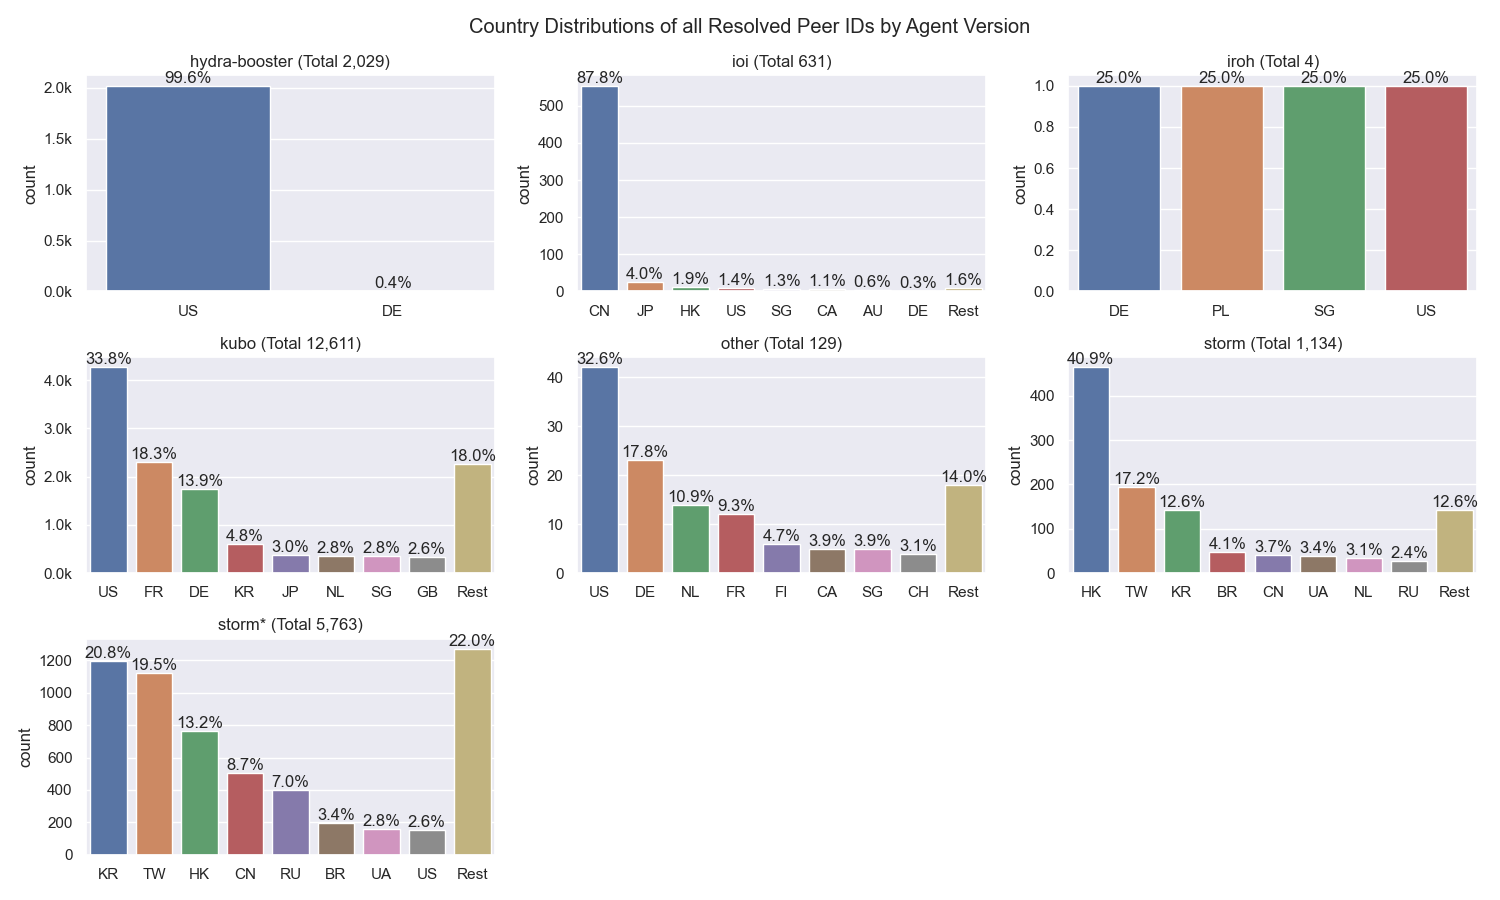 Country Distributions of all Resolved Peer IDs by Agent Version
hydra-booster (Total 2,029)
count
2.0k
1.5k
1.0k
0.5k
0.0k
99.6%
0.4%
US DE
ioi (Total 631)
count
500
400
300
200
100
0
87.8%
4.0% 1.9% 1.4% 1.3% 1.1% 0.6% 0.3% 1.6%
CN JP HK US SG CA AU DE Rest
iroh (Total 4)
count
1.0
0.8
0.6
0.4
0.2
0.0
25.0% 25.0% 25.0% 25.0%
DE PL SG US
kubo (Total 12,611)
count
4.0k
3.0k
2.0k
1.0k
0.0k
33.8% 18.3% 13.9% 4.8% 3.0% 2.8% 2.8% 2.6% 18.0%
US FR DE KR JP NL SG GB Rest
other (Total 129)
count
40
30
20
10
0
32.6% 17.8% 10.9% 9.3% 4.7% 3.9% 3.9% 3.1% 14.0%
US DE NL FR FI CA SG CH Rest
storm (Total 1,134)
count
400
300
200
100
0
40.9% 17.2% 12.6% 4.1% 3.7% 3.4% 3.1% 2.4% 12.6%
HK TW KR BR CN UA NL RU Rest
storm* (Total 5,763)
count
1200
1000
800
600
400
200
0
20.8% 19.5% 13.2% 8.7% 7.0% 3.4% 2.8% 2.6% 22.0%
KR TW HK CN RU BR UA US Rest